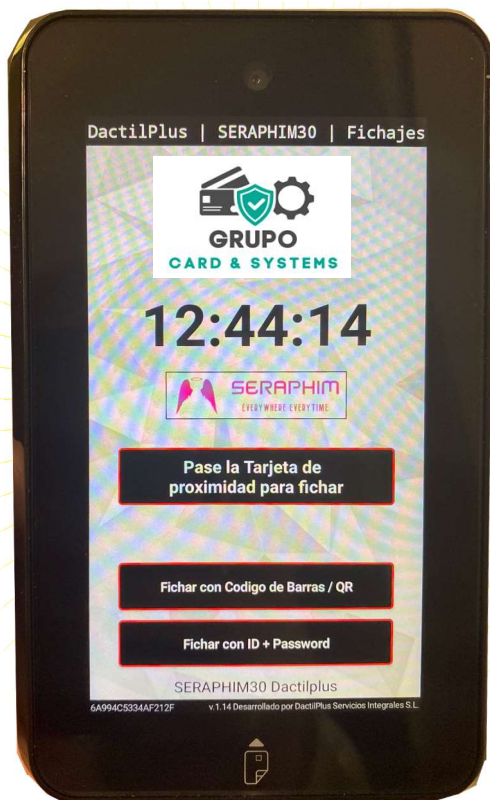 DactilPlus | SERAPHIM30 | Fichajes
GRUPO
CARD & SYSTEMS
12:44:14
SERAPHIM
EVERYWHERE EVERYTIME
Pase la Tarjeta de
proximidad para fichar
Fichar con Codigo de Barras / QR
Fichar con ID + Password
SERAPHIM30 Dactilplus
6A994C5334AF212F v.1.14 Desarrollado por DactilPlus Servicios Integrales S.L.